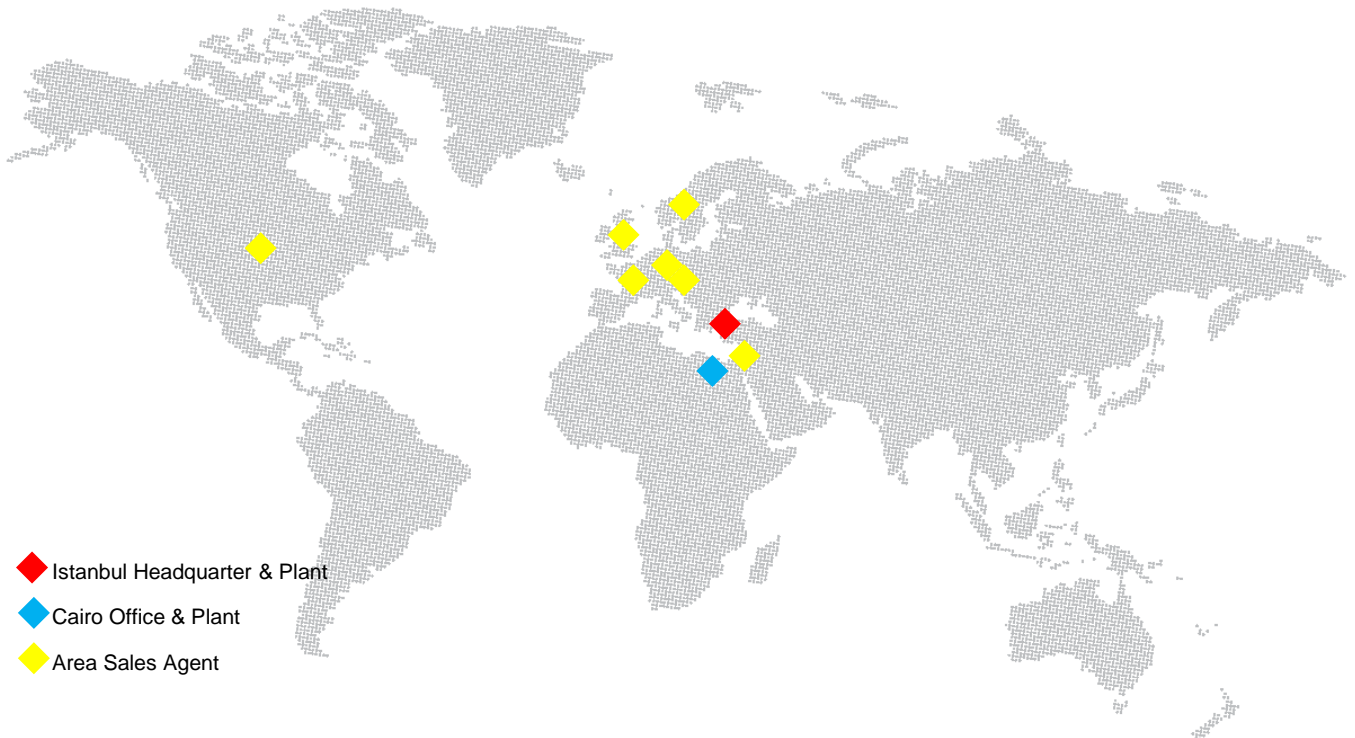 Istanbul Headquarter & Plant
Cairo Office & Plant
Area Sales Agent